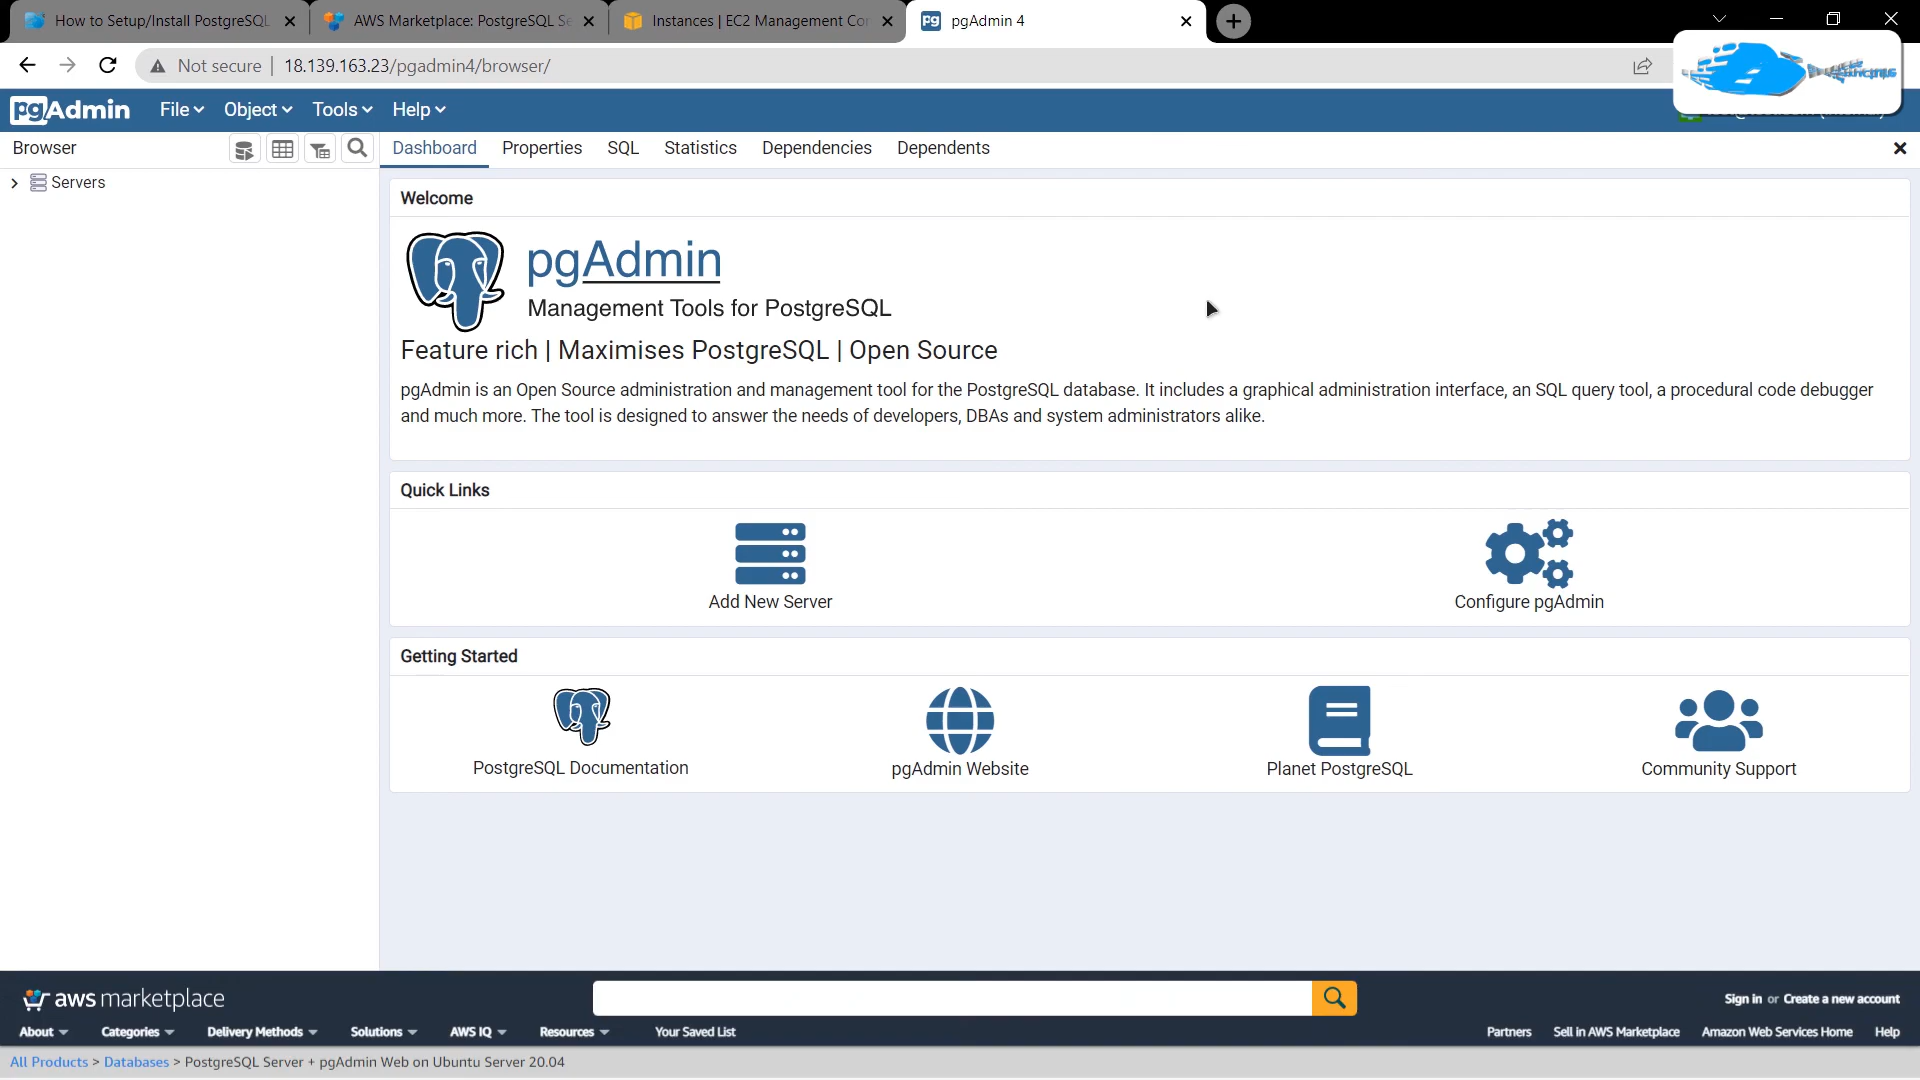 How to Setup/Install PostgreSQL
AWS Marketplace: PostgreSQL Se
Instances | EC2 Management Con
pgAdmin 4
Not secure | 18.139.163.23/pgadmin4/browser/
pgAdmin File Object Tools Help
Browser
Dashboard Properties SQL Statistics Dependencies Dependents
Servers
Welcome
pgAdmin
Management Tools for PostgreSQL
Feature rich | Maximises PostgreSQL | Open Source
pgAdmin is an Open Source administration and management tool for the PostgreSQL database. It includes a graphical administration interface, an SQL query tool, a procedural code debugger
and much more. The tool is designed to answer the needs of developers, DBAs and system administrators alike.
Quick Links
Add New Server
Configure pgAdmin
Getting Started
PostgreSQL Documentation
pgAdmin Website
Planet PostgreSQL
Community Support
aws marketplace
Sign in or Create a new account
About Categories Delivery Methods Solutions AWS IQ Resources Your Saved List
Partners Sell in AWS Marketplace Amazon Web Services Home Help
All Products > Databases > PostgreSQL Server + pgAdmin Web on Ubuntu Server 20.04